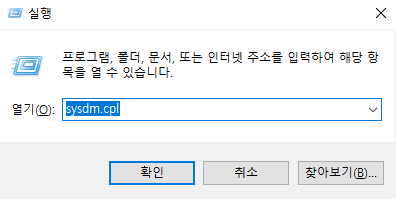 실행
프로그램, 폴더, 문서, 또는 인터넷 주소를 입력하여 해당 항
목을 열 수 있습니다.
열기(O): sysdm.cpl
확인 취소 찾아보기(B)...